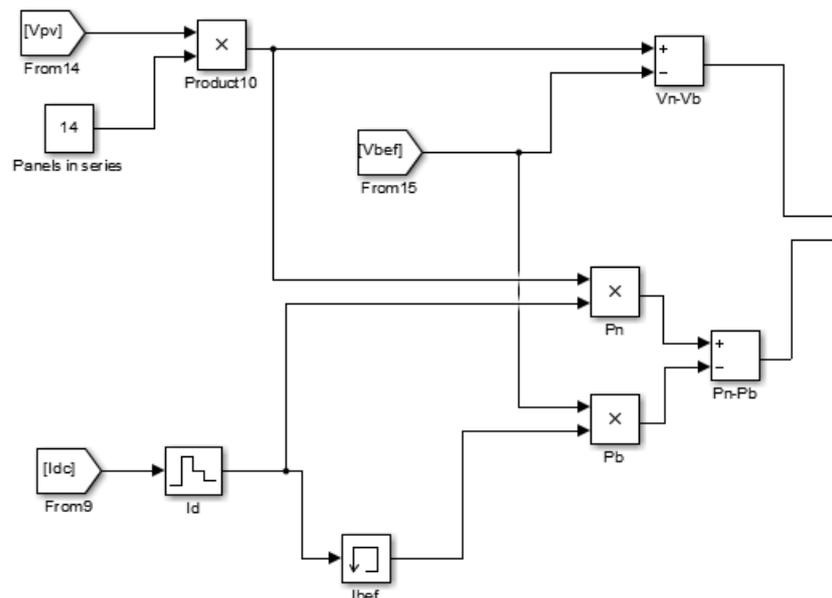 [Vpv]
From14
×
Product10
14
Panels in series
[Vbef]
From15
+
−
Vn-Vb
×
Pn
+
−
Pn-Pb
×
Pb
[Idc]
From9
Id
Ibef